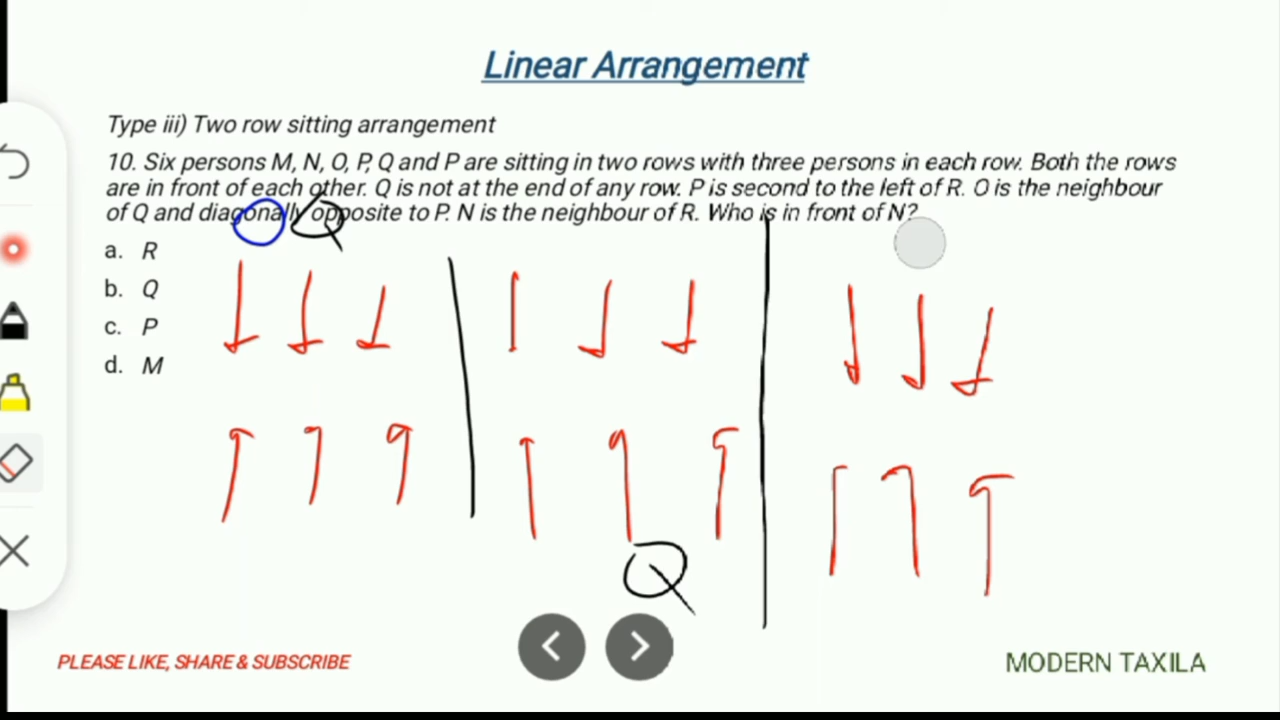 Linear Arrangement
Type iii) Two row sitting arrangement
10. Six persons M, N, O, P, Q and P are sitting in two rows with three persons in each row. Both the rows
are in front of each other. Q is not at the end of any row. P is second to the left of R. O is the neighbour
of Q and diagonally opposite to P. N is the neighbour of R. Who is in front of N?
Q
a. R
b. Q
c. P
d. M
Q
PLEASE LIKE, SHARE & SUBSCRIBE
MODERN TAXILA